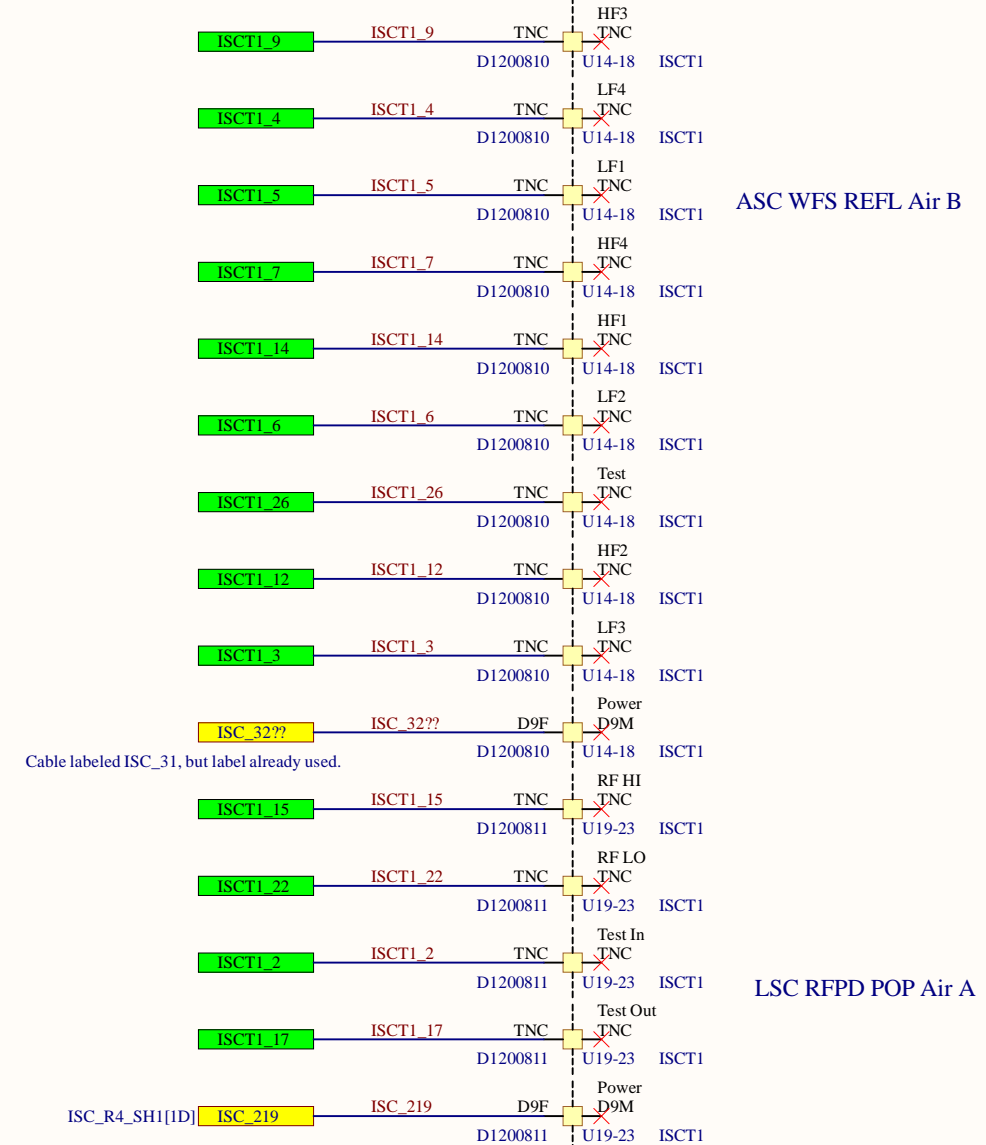 HF3
ISCT1_9 ISCT1_9 TNC TNC
D1200810 U14-18 ISCT1
LF4
ISCT1_4 ISCT1_4 TNC TNC
D1200810 U14-18 ISCT1
LF1
ISCT1_5 ISCT1_5 TNC TNC
ASC WFS REFL Air B
D1200810 U14-18 ISCT1
HF4
ISCT1_7 ISCT1_7 TNC TNC
D1200810 U14-18 ISCT1
HF1
ISCT1_14 ISCT1_14 TNC TNC
D1200810 U14-18 ISCT1
LF2
ISCT1_6 ISCT1_6 TNC TNC
D1200810 U14-18 ISCT1
Test
ISCT1_26 ISCT1_26 TNC TNC
D1200810 U14-18 ISCT1
HF2
ISCT1_12 ISCT1_12 TNC TNC
D1200810 U14-18 ISCT1
LF3
ISCT1_3 ISCT1_3 TNC TNC
D1200810 U14-18 ISCT1
Power
ISC_32?? ISC_32?? D9F D9M
D1200810 U14-18 ISCT1
Cable labeled ISC_31, but label already used.
RF HI
ISCT1_15 ISCT1_15 TNC TNC
D1200811 U19-23 ISCT1
RF LO
ISCT1_22 ISCT1_22 TNC TNC
D1200811 U19-23 ISCT1
Test In
ISCT1_2 ISCT1_2 TNC TNC
D1200811 U19-23 ISCT1
LSC RFPD POP Air A
Test Out
ISCT1_17 ISCT1_17 TNC TNC
D1200811 U19-23 ISCT1
Power
ISC_R4_SH1[1D] ISC_219 ISC_219 D9F D9M
D1200811 U19-23 ISCT1